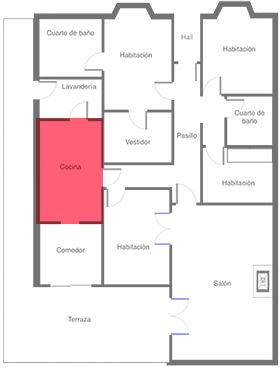 Cuarto de baño
Hall
Habitación
Habitación
Lavandería
Cuarto de
baño
Vestidor
Pasillo
Cocina
Habitación
Comedor
Habitación
Salón
Terraza